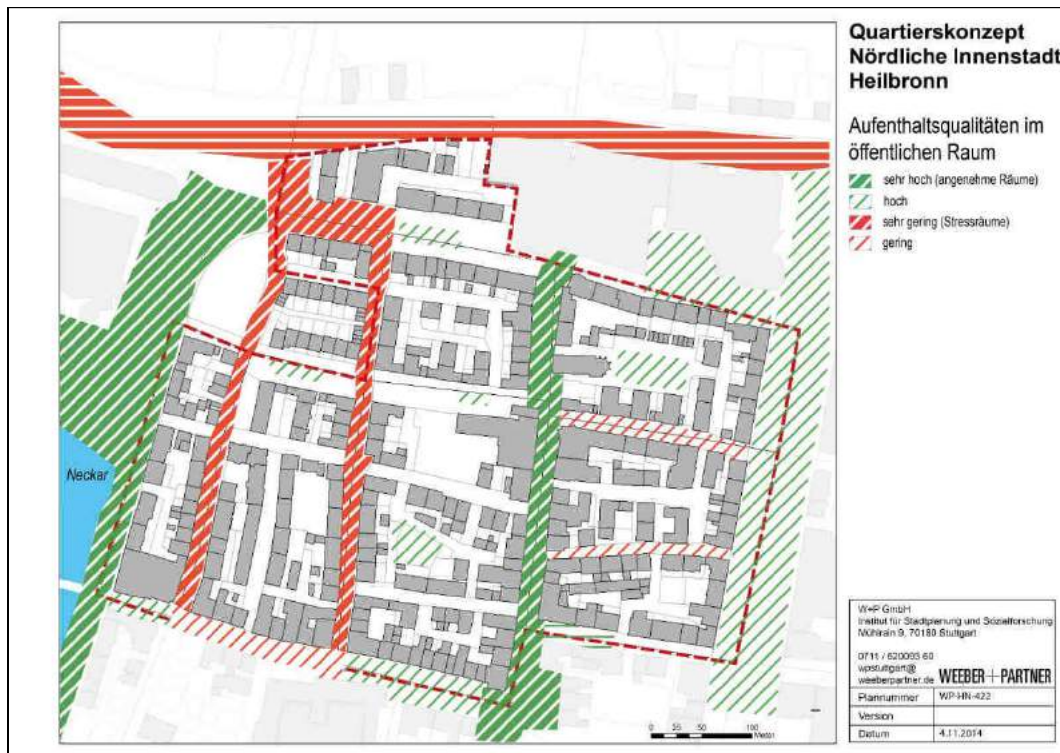 Quartierskonzept
Nördliche Innenstadt
Heilbronn
Aufenthaltsqualitäten im
öffentlichen Raum
sehr hoch (angenehme Räume)
hoch
sehr gering (Stressräume)
gering
Neckar
W+P GmbH
Institut für Stadtplanung und Sozialforschung
Mühlrain 9, 70180 Stuttgart
0711 / 620093 60
wpstuttgart@
weeberpartner.de WEEBER+PARTNER
Plannummer WP-HN-422
Version
Datum 4.11.2014
0 25 50 100
Meter